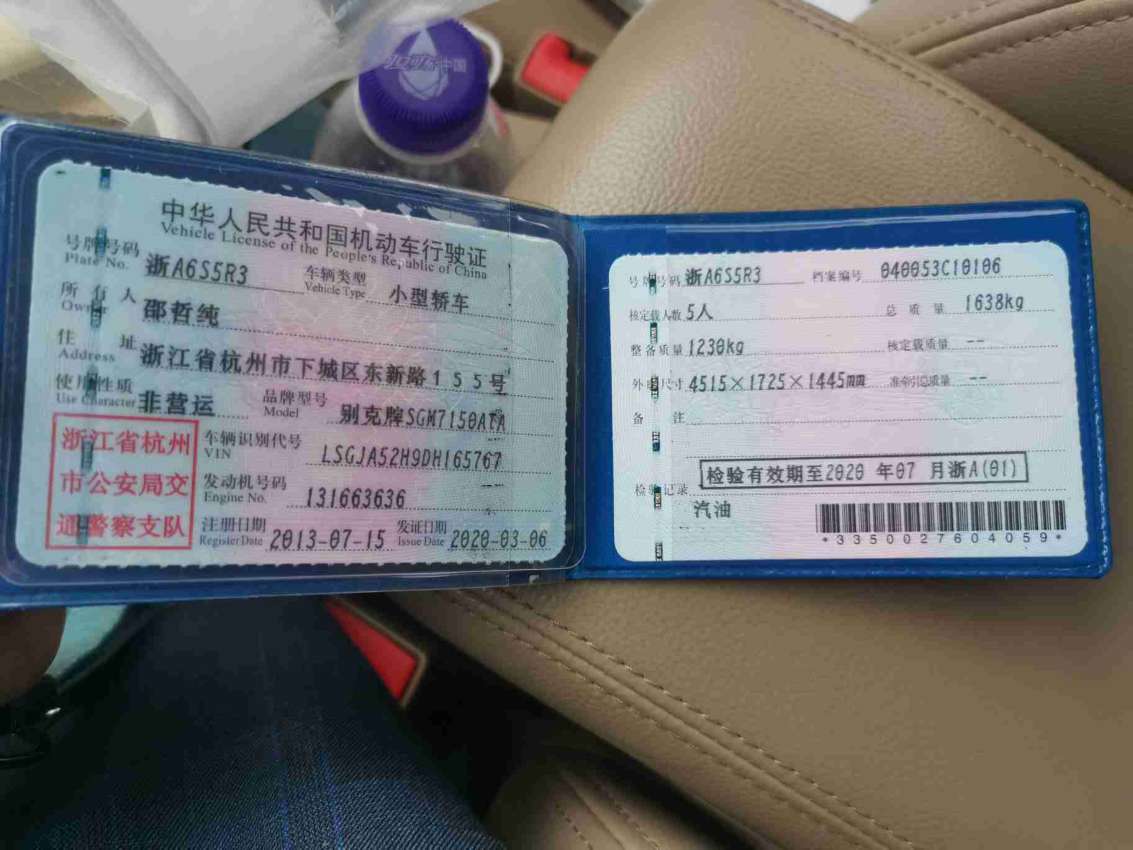 中国
中华人民共和国机动车行驶证
Vehicle License of the People's Republic of China
号牌号码 浙A6S5R3 车辆类型 小型轿车
Plate No. Vehicle Type
所有人 邵哲纯
Owner
住址 浙江省杭州市下城区东新路155号
Address
使用性质 非营运 品牌型号 别克牌SGM7150ATA
Use Character Model
浙江省杭州
市公安局交
通警察支队
车辆识别代号 LSGJA52H9DH165767
VIN
发动机号码 131663636
Engine No.
注册日期 2013-07-15 发证日期 2020-03-06
Register Date Issue Date
号牌号码 浙A6S5R3 档案编号 040053C10106
核定载人数 5人 总质量 1638kg
整备质量 1230kg 核定载质量 --
外廓尺寸 4515×1725×1445mm 准牵引总质量 --
备注
检验记录 检验有效期至2020年07月浙A(01)
汽油
*3350027604059*